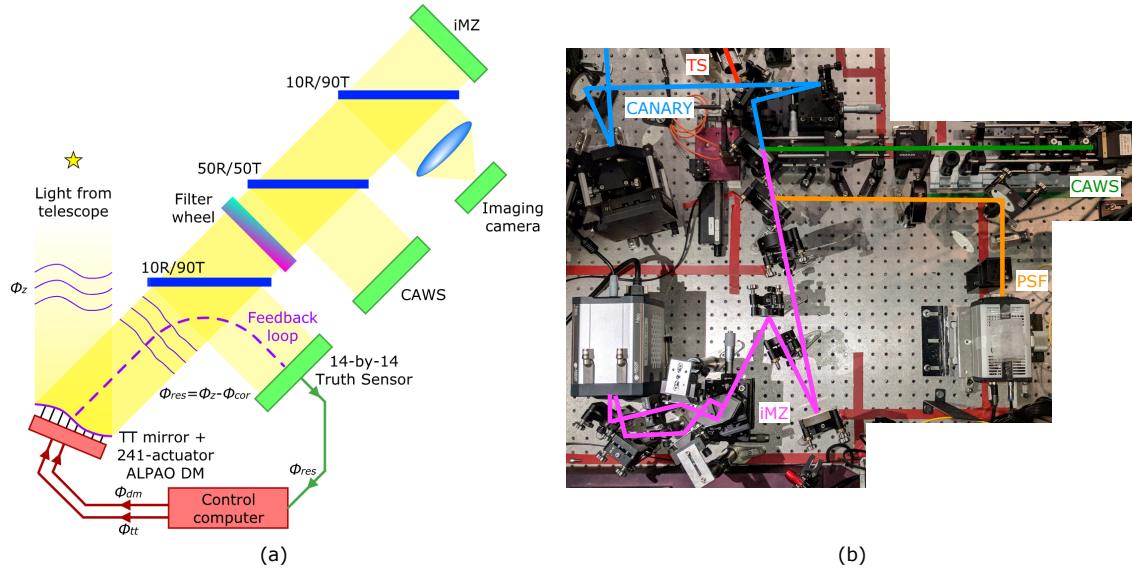 iMZ
10R/90T
50R/50T
Light from
telescope
Filter
wheel
Imaging
camera
10R/90T
CAWS
Φz
Feedback
loop
14-by-14
Truth Sensor
Φres=Φz-Φcor
TT mirror +
241-actuator
ALPAO DM
Φres
Φdm
Φtt
Control
computer
(a)
TS
CANARY
CAWS
PSF
iMZ
(b)